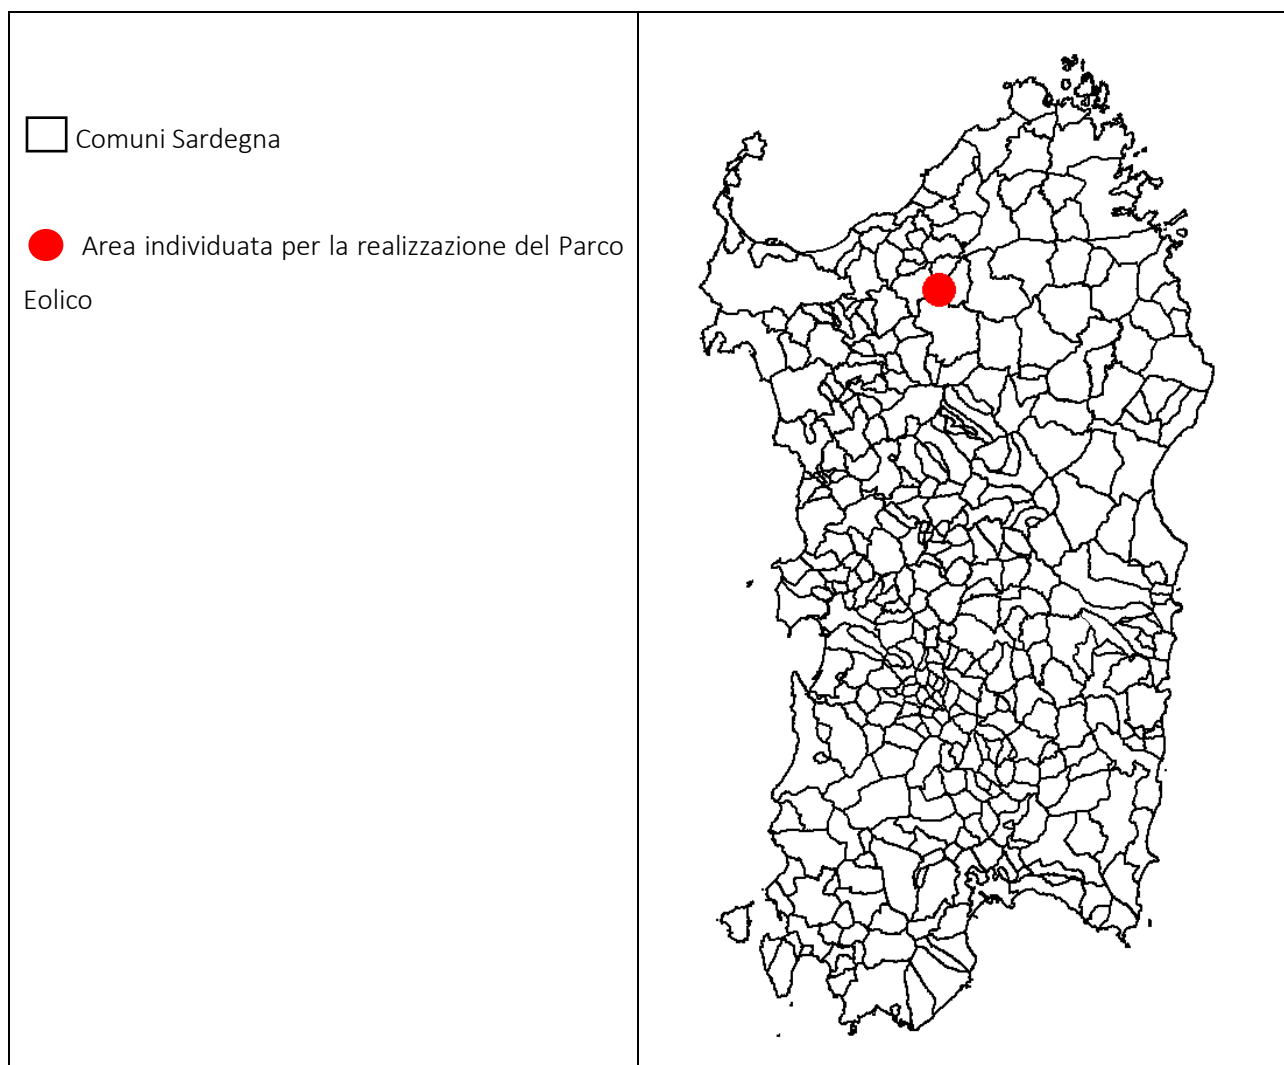 Comuni Sardegna
Area individuata per la realizzazione del Parco
Eolico